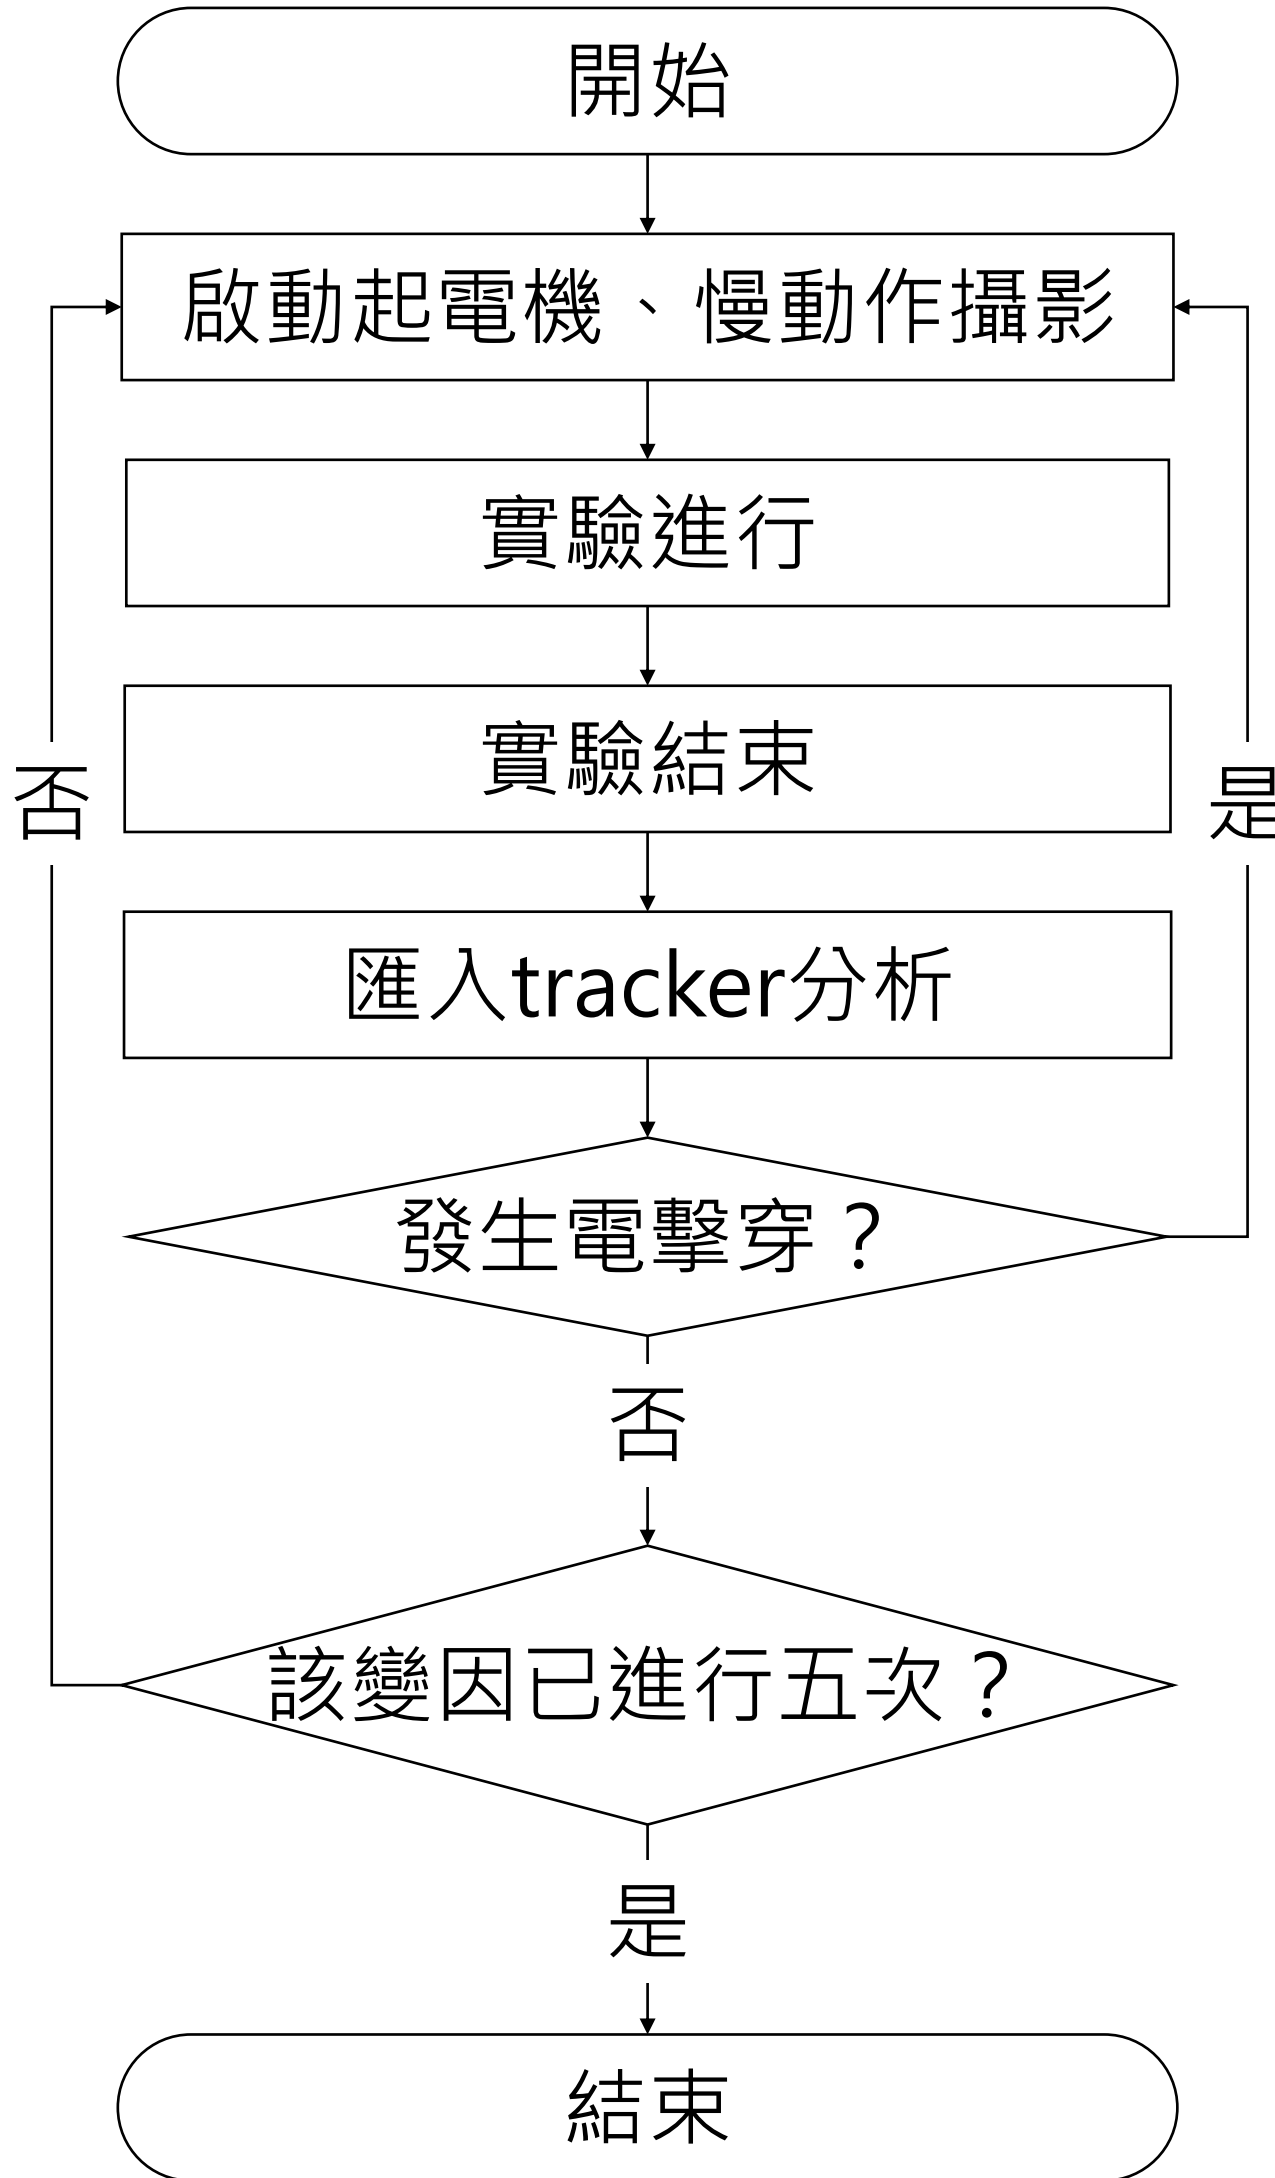 開始
啟動起電機、慢動作攝影
實驗進行
實驗結束
否
是
匯入tracker分析
發生電擊穿？
否
該變因已進行五次？
是
結束